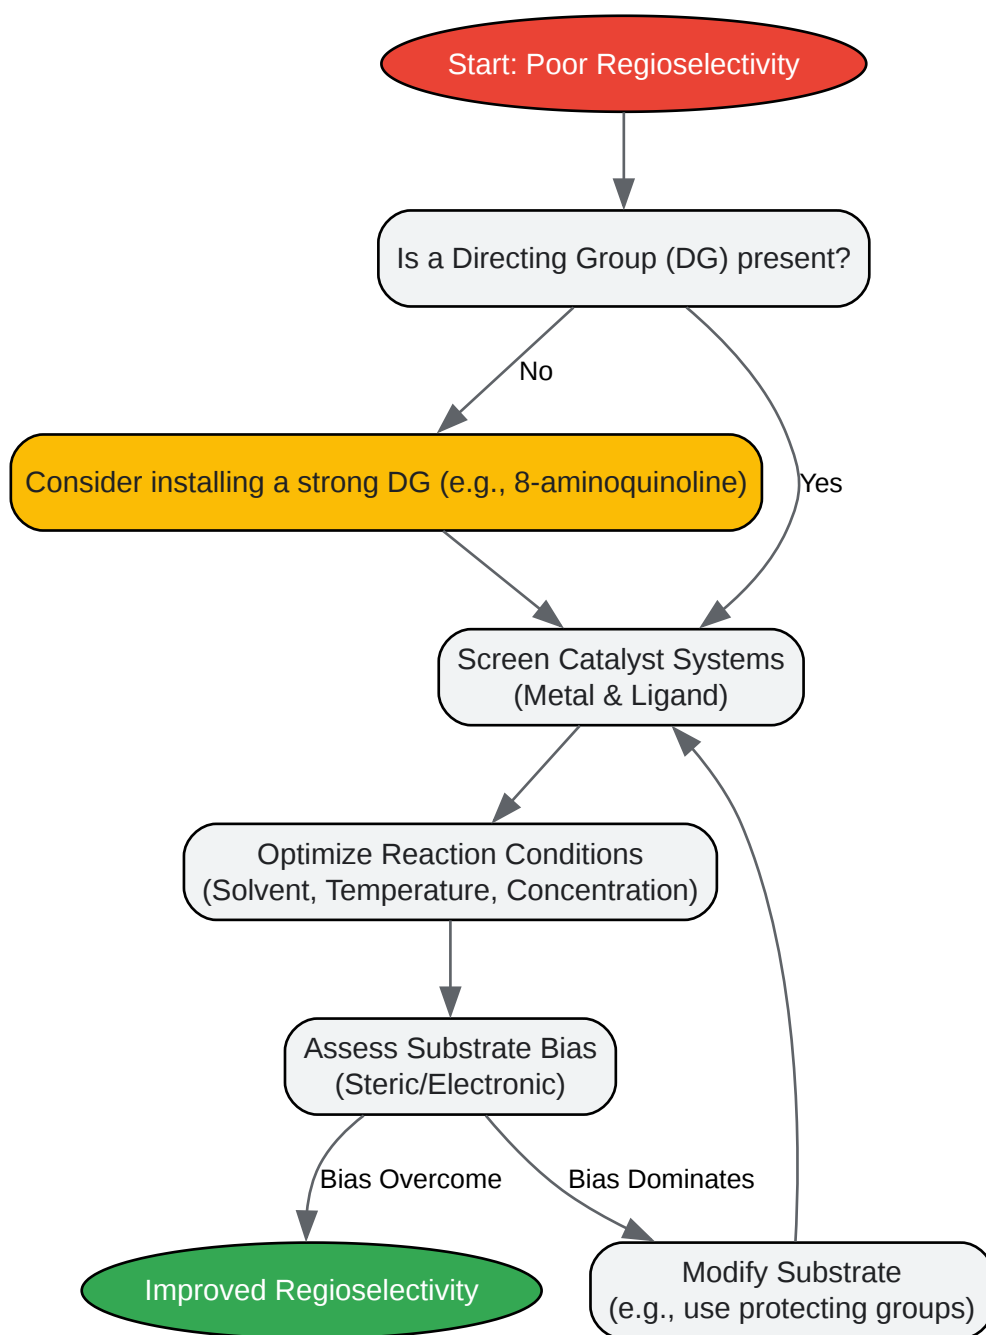 Start: Poor Regioselectivity
Is a Directing Group (DG) present?
No
Consider installing a strong DG (e.g., 8-aminoquinoline)
Yes
Screen Catalyst Systems
(Metal & Ligand)
Optimize Reaction Conditions
(Solvent, Temperature, Concentration)
Assess Substrate Bias
(Steric/Electronic)
Bias Overcome
Bias Dominates
Improved Regioselectivity
Modify Substrate
(e.g., use protecting groups)